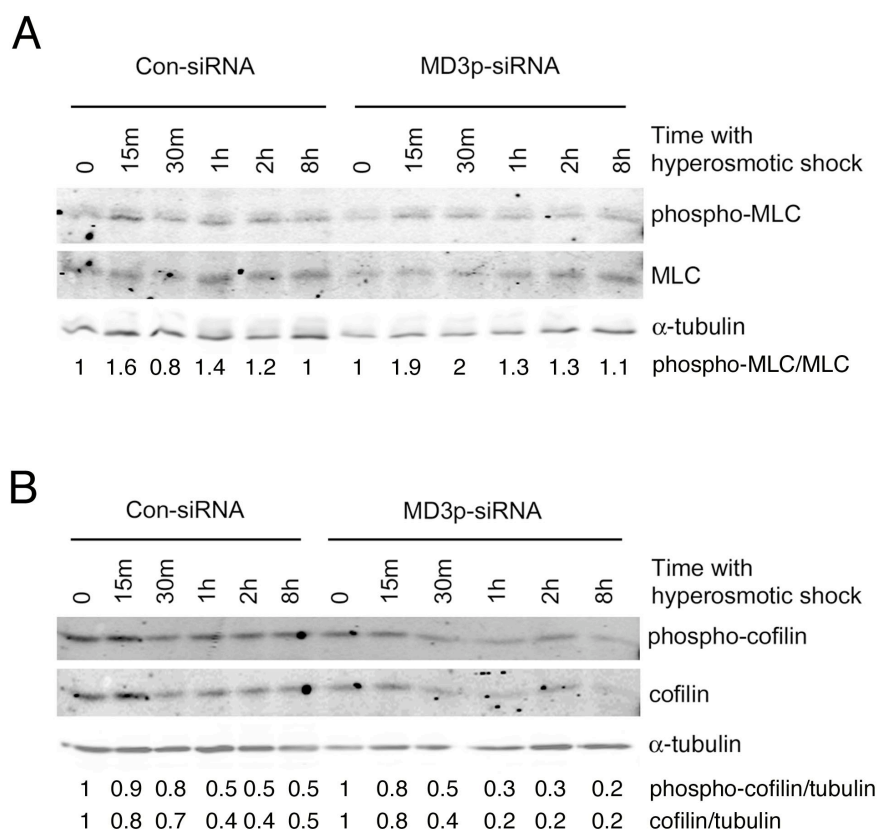 A
Con-siRNA MD3p-siRNA
0 15m 30m 1h 2h 8h 0 15m 30m 1h 2h 8h Time with
hyperosmotic shock
phospho-MLC
MLC
α-tubulin
1 1.6 0.8 1.4 1.2 1 1 1.9 2 1.3 1.3 1.1 phospho-MLC/MLC
B
Con-siRNA MD3p-siRNA
0 15m 30m 1h 2h 8h 0 15m 30m 1h 2h 8h Time with
hyperosmotic shock
phospho-cofilin
cofilin
α-tubulin
1 0.9 0.8 0.5 0.5 0.5 1 0.8 0.5 0.3 0.3 0.2 phospho-cofilin/tubulin
1 0.8 0.7 0.4 0.4 0.5 1 0.8 0.4 0.2 0.2 0.2 cofilin/tubulin